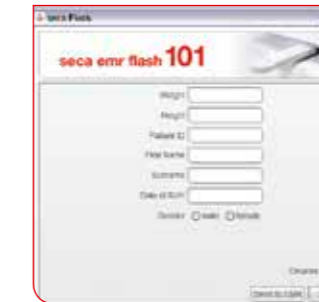 seca Flash
seca emr flash 101
Weight
Height
Patient ID
First Name
Surname
Date of Birth
Gender male female